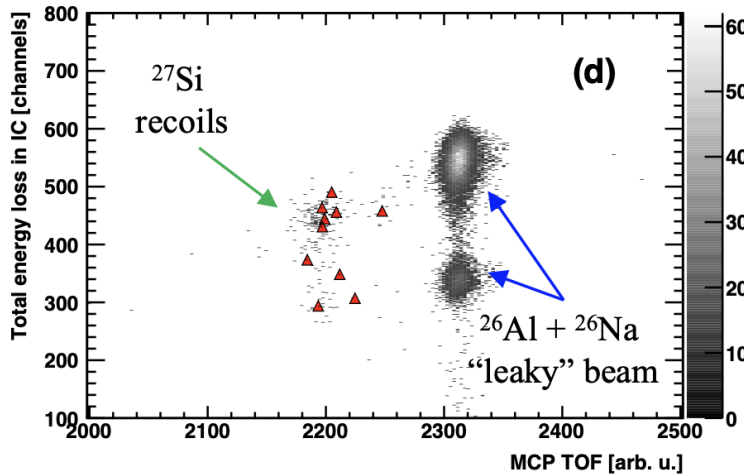 800
700
600
500
400
300
200
100
Total energy loss in IC [channels]
²⁷Si
recoils
(d)
²⁶Al + ²⁶Na
“leaky” beam
2000 2100 2200 2300 2400 2500
MCP TOF [arb. u.]
60
50
40
30
20
10
0